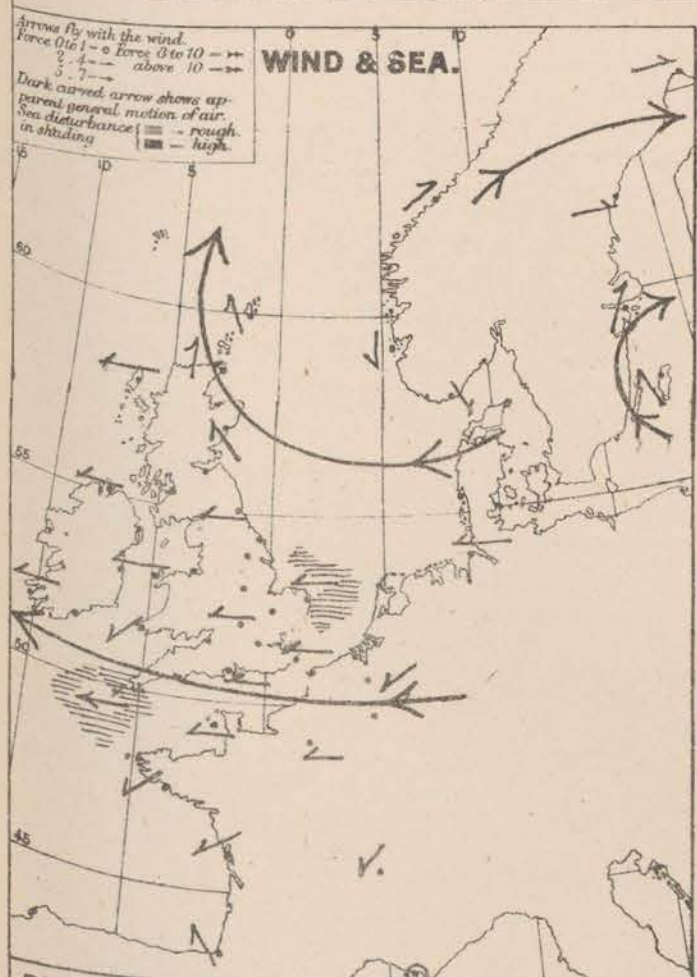 Arrows fly with the wind.
Force 0 to 1 – o Force 8 to 10 –
2 . 4 – above 10 –
5 . 7 –
Dark curved arrow shows ap-
parent general motion of air.
Sea disturbance – rough.
in shading – high.
WIND & SEA.
0 5 10
15 10 5
60
55
50
45